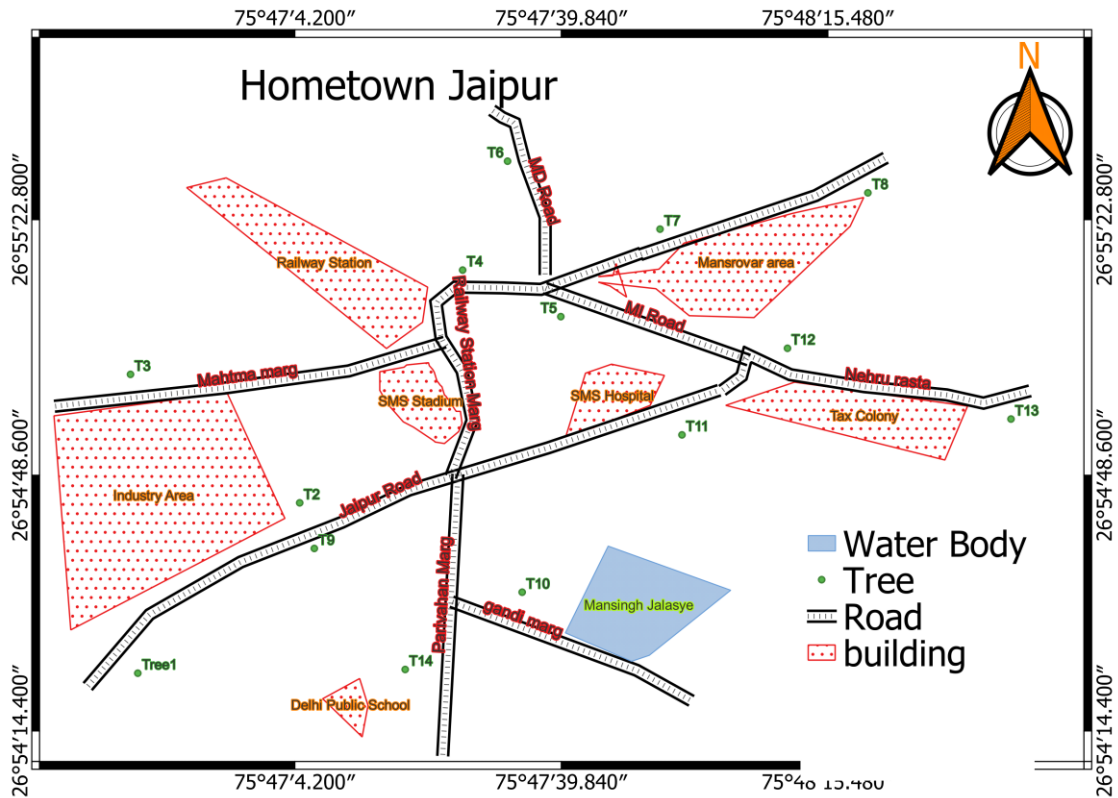 75°47′4.200″
75°47′39.840″
75°48′15.480″
Hometown Jaipur
N
26°55′22.800″
26°55′22.800″
T6
MD Road
T8
T7
Railway Station
Mansrovar area
T4
T5
MI Road
Railway Station Marg
T12
T3
Mahtma marg
Nehru rasta
SMS Stadium
SMS Hospital
Tax Colony
T13
T11
26°54′48.600″
26°54′48.600″
Industry Area
T2
Jaipur Road
T9
Water Body
Tree
Road
building
T10
Mansingh Jalasye
gandi marg
Parivahan Marg
Tree1
T14
Delhi Public School
26°54′14.400″
26°54′14.400″
75°47′4.200″
75°47′39.840″
75°48′15.480″